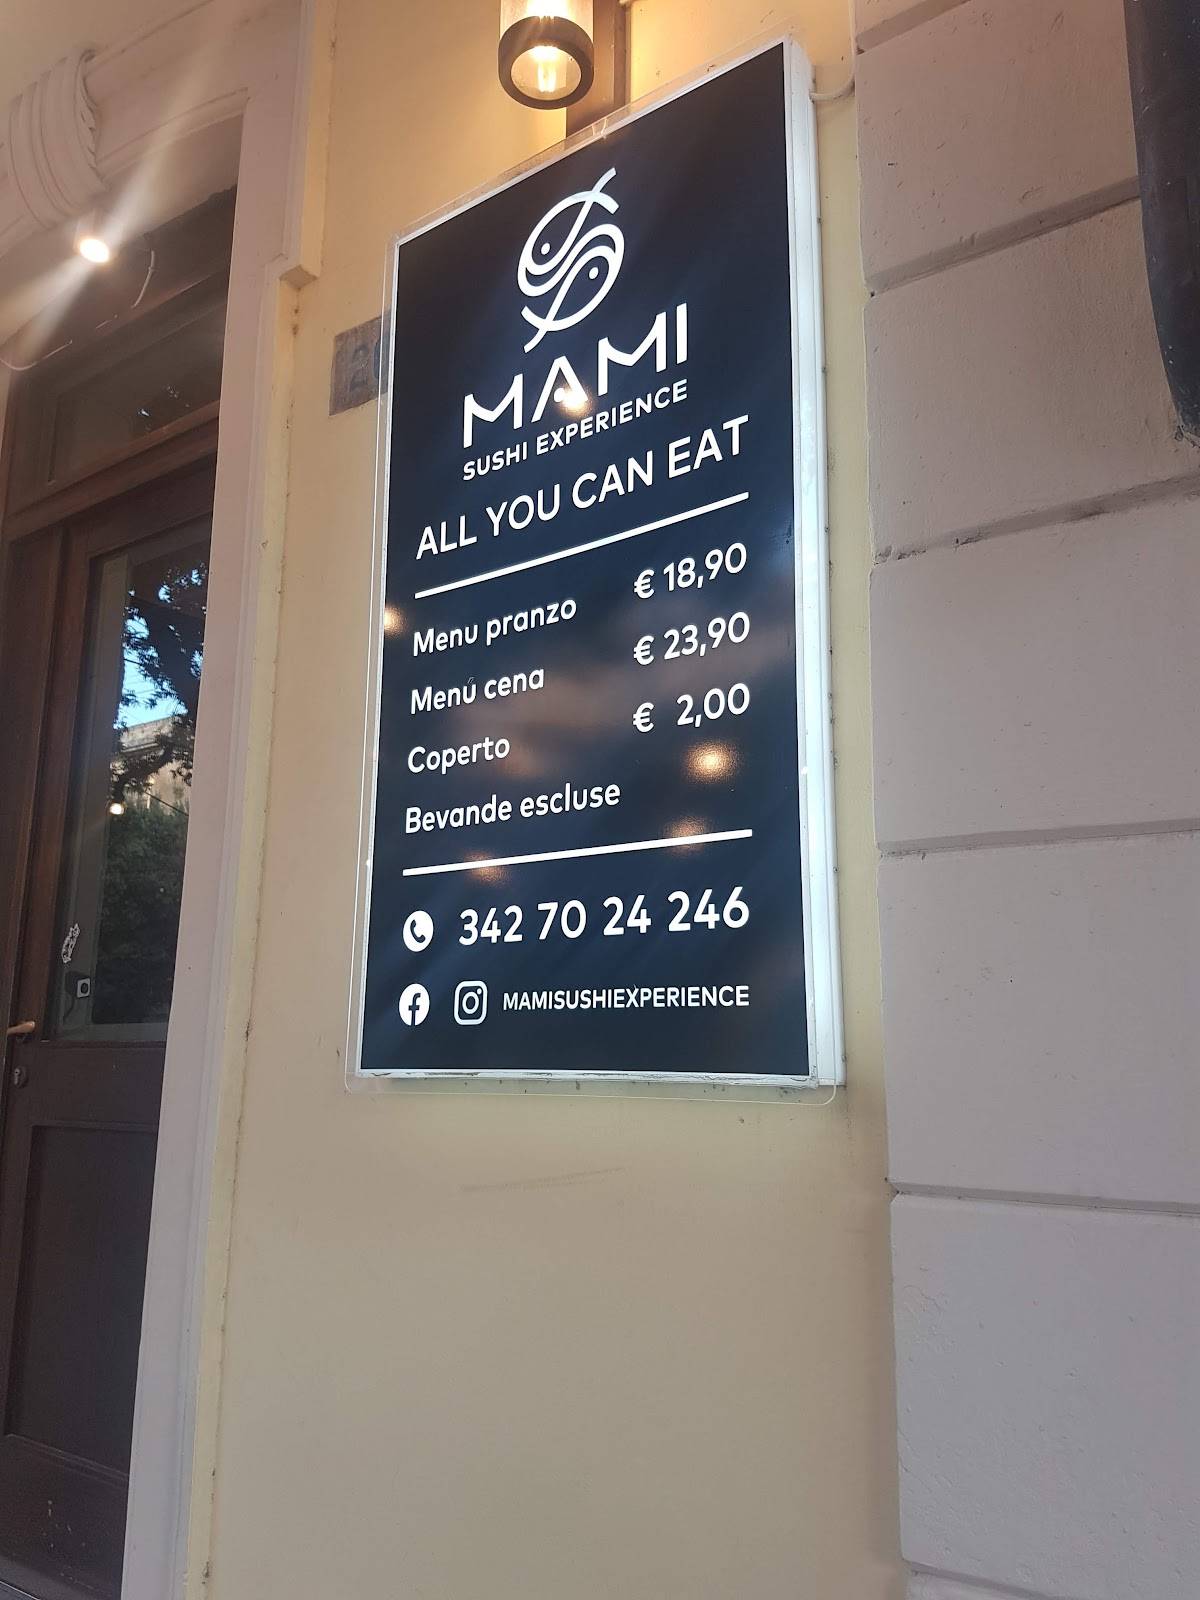 MAMI
SUSHI EXPERIENCE
ALL YOU CAN EAT
Menu pranzo € 18,90
Menú cena € 23,90
Coperto € 2,00
Bevande escluse
342 70 24 246
MAMISUSHIEXPERIENCE